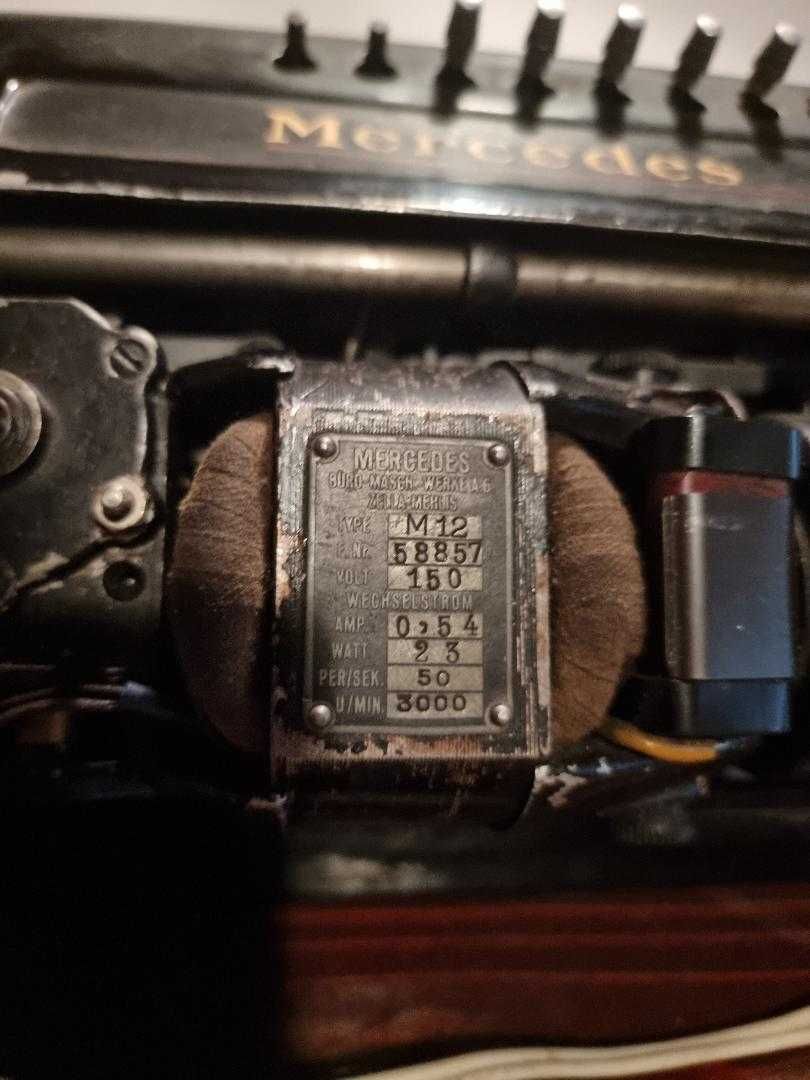 Mercedes
MERCEDES
BÜRO-MASCH-WERKE A.G
ZELLA-MEHLIS
TYPE M12
F.Nr. 58857
VOLT 150
WECHSELSTROM
AMP. 0,54
WATT 23
PER/SEK. 50
U/MIN. 3000